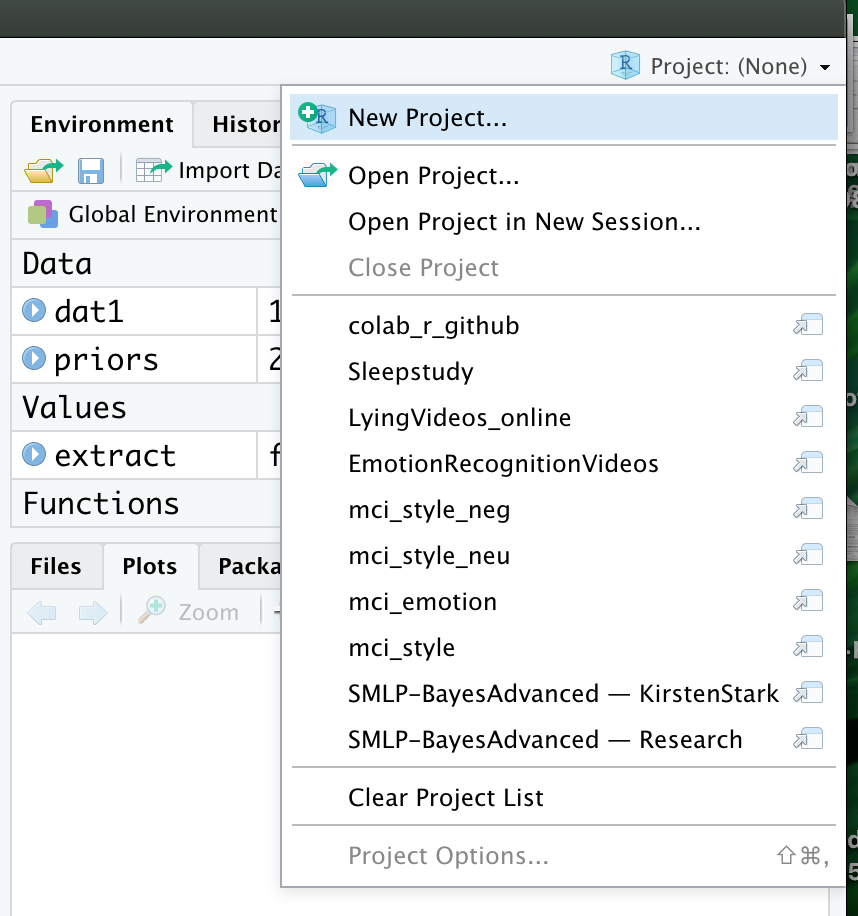 Project: (None)
Environment
Histor
New Project...
Import Da
Open Project...
Global Environment
Open Project in New Session...
Data
Close Project
dat1
1
colab_r_github
priors
2
Sleepstudy
Values
LyingVideos_online
extract
f
EmotionRecognitionVideos
Functions
mci_style_neg
Files
Plots
Packa
mci_style_neu
Zoom
mci_emotion
mci_style
SMLP-BayesAdvanced — KirstenStark
SMLP-BayesAdvanced — Research
Clear Project List
Project Options...
⇧⌘,